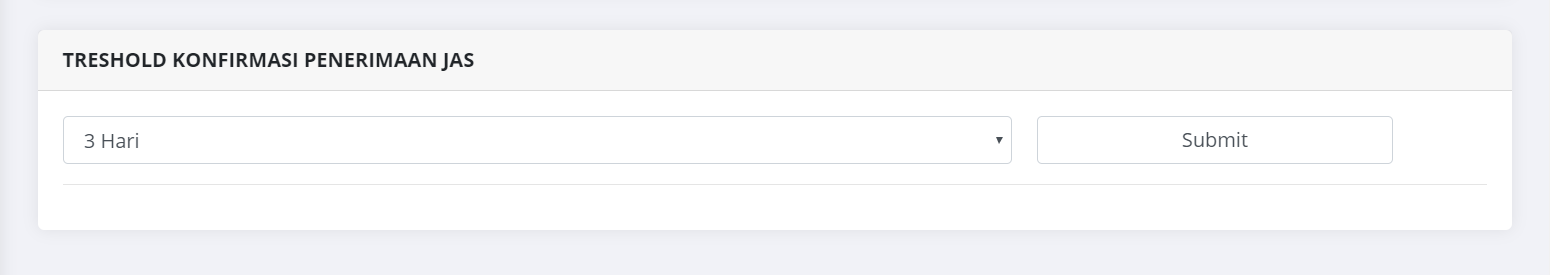 TRESHOLD KONFIRMASI PENERIMAAN JAS
3 Hari
Submit